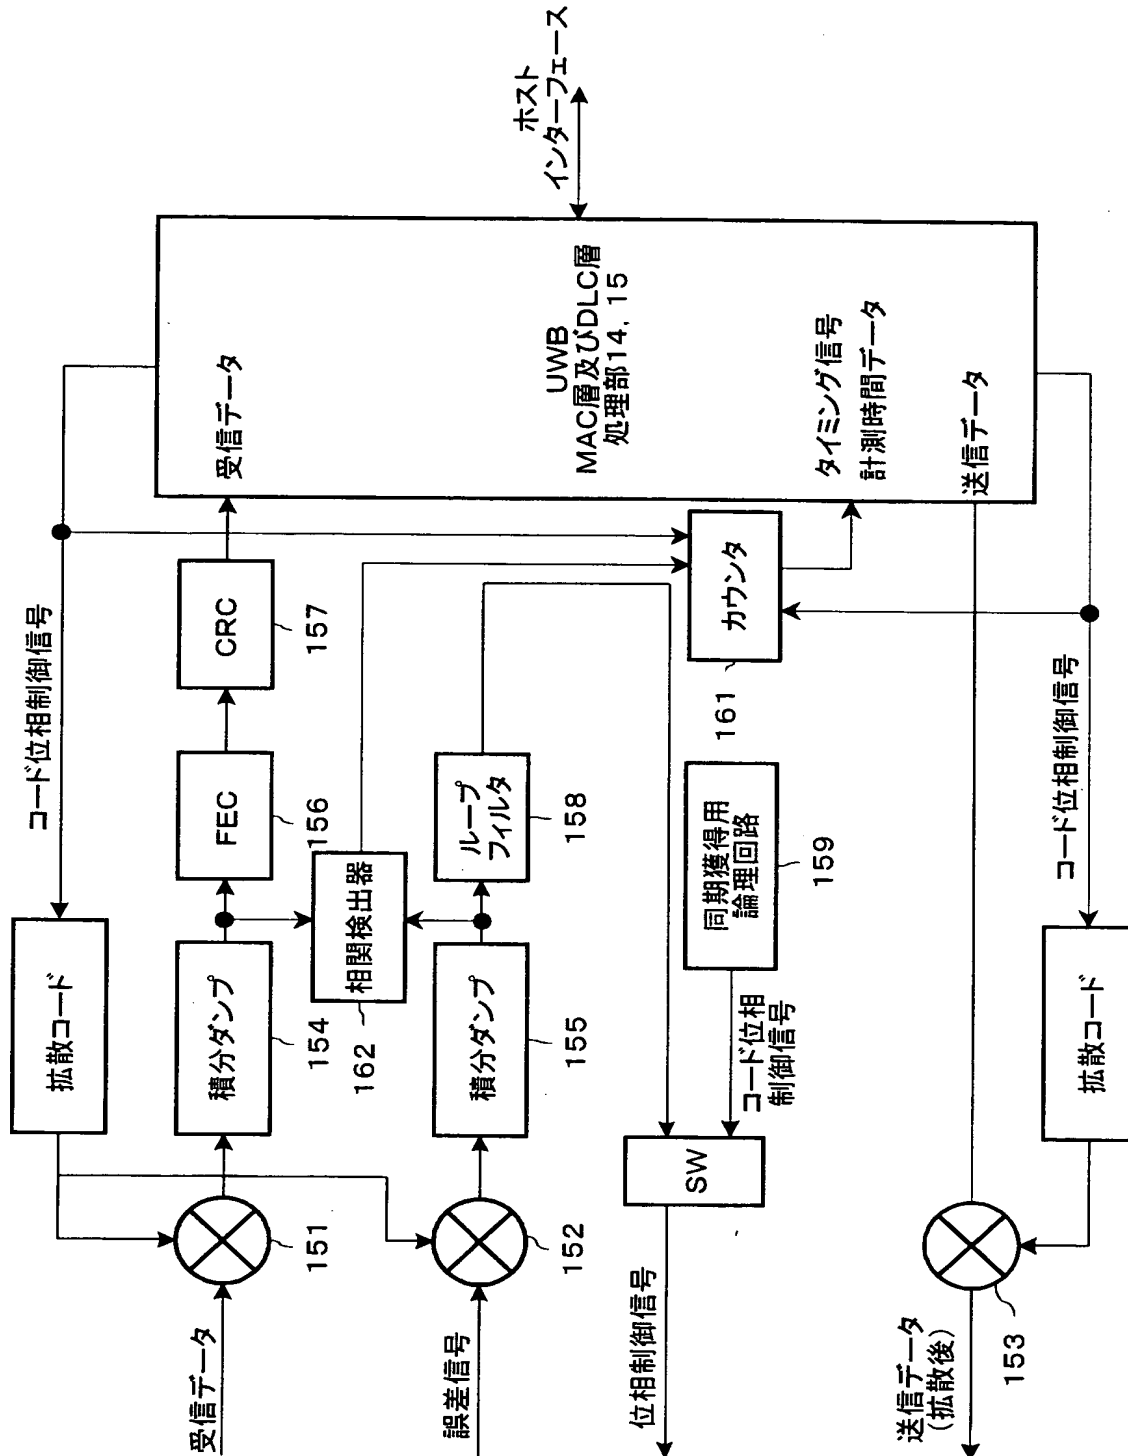 コード位相制御信号
拡散コード
受信データ
151
積分ダンプ
154
FEC
156
CRC
157
受信データ
誤差信号
152
積分ダンプ
155
相関検出器
162
ループ
フィルタ
158
位相制御信号
SW
コード位相
制御信号
同期獲得用
論理回路
159
カウンタ
161
UWB
MAC層及びDLC層
処理部14, 15
タイミング信号
計測時間データ
送信データ
ホスト
インターフェース
送信データ
(拡散後)
153
拡散コード
コード位相制御信号